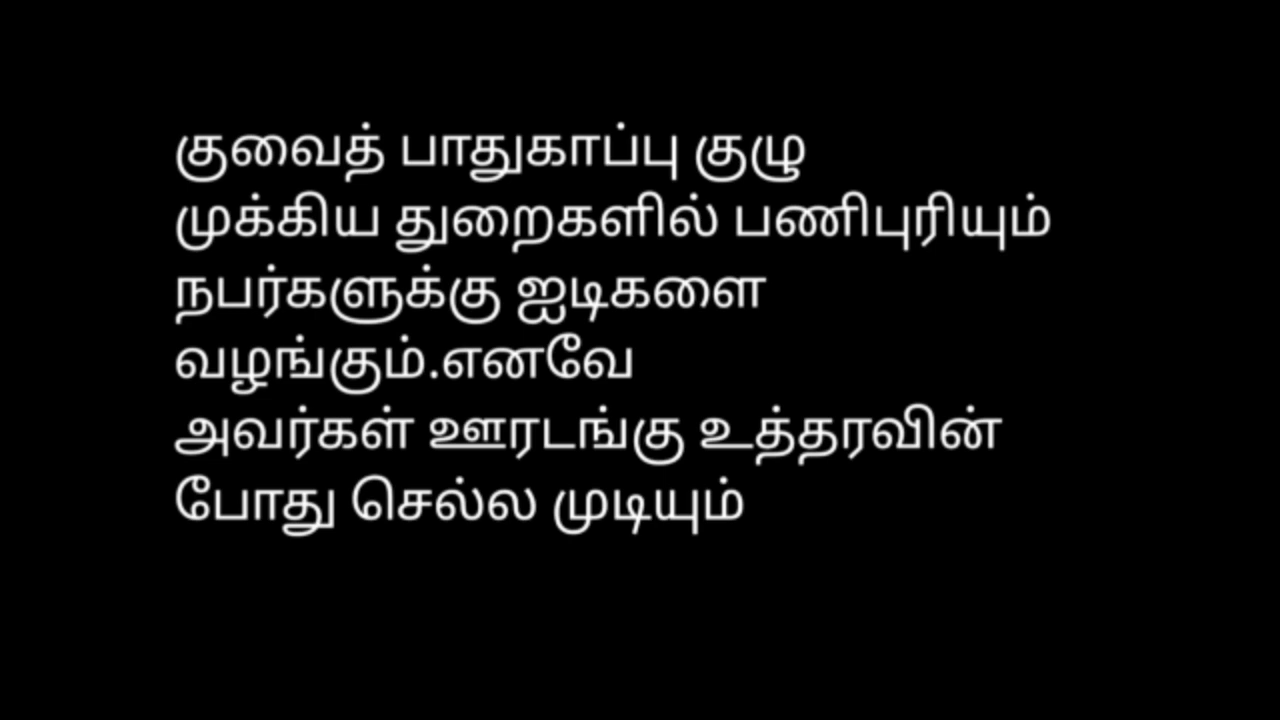 குவைத் பாதுகாப்பு குழு
முக்கிய துறைகளில் பணிபுரியும்
நபர்களுக்கு ஐடிகளை
வழங்கும்.எனவே
அவர்கள் ஊரடங்கு உத்தரவின்
போது செல்ல முடியும்